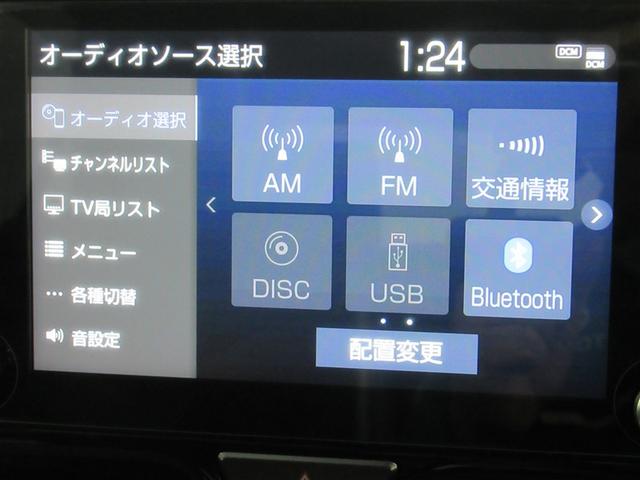 オーディオソース選択
1:24
DCM
DCM
オーディオ選択
チャンネルリスト
TV局リスト
メニュー
各種切替
音設定
AM
FM
交通情報
DISC
USB
Bluetooth
配置変更